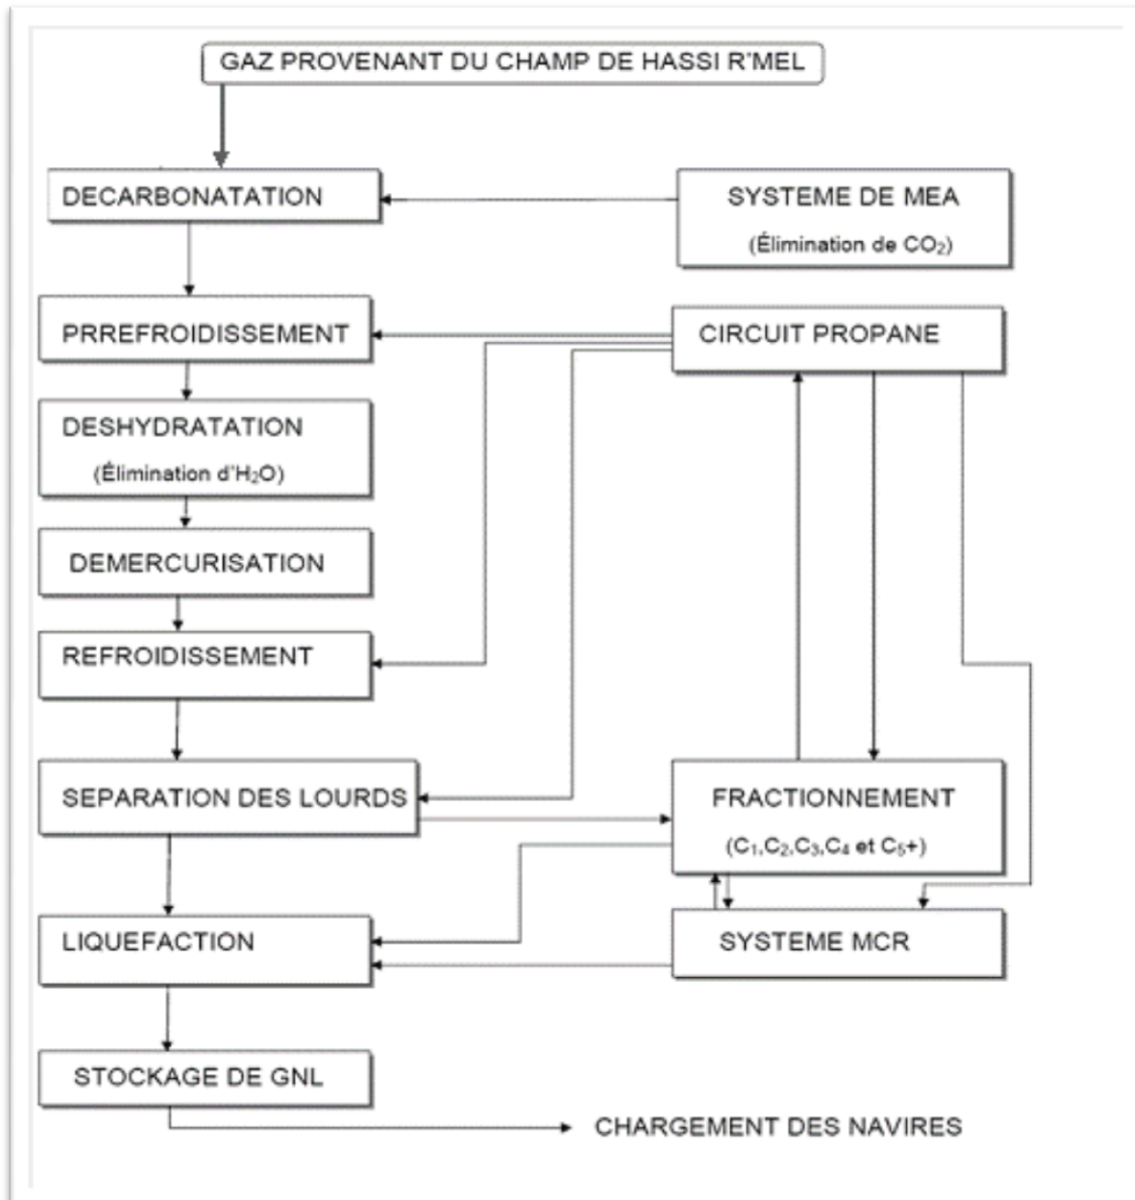 GAZ PROVENANT DU CHAMP DE HASSI R'MEL
DECARBONATATION
SYSTEME DE MEA
(Élimination de CO₂)
PRREFROIDISSEMENT
CIRCUIT PROPANE
DESHYDRATATION
(Élimination d'H₂O)
DEMERCURISATION
REFROIDISSEMENT
SEPARATION DES LOURDS
FRACTIONNEMENT
(C₁,C₂,C₃,C₄ et C₅+)
LIQUEFACTION
SYSTEME MCR
STOCKAGE DE GNL
CHARGEMENT DES NAVIRES